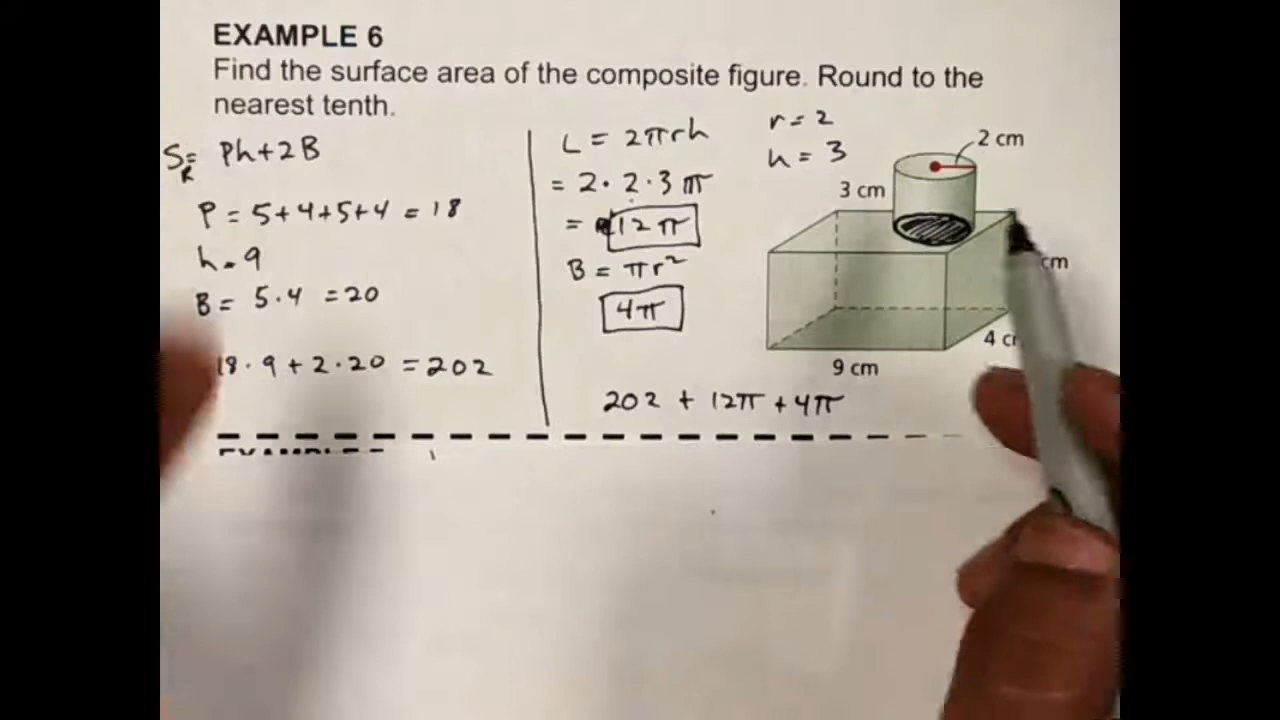 EXAMPLE 6
Find the surface area of the composite figure. Round to the
nearest tenth.
S_R = Ph+2B
P = 5+4+5+4 = 18
h = 9
B = 5·4 = 20
18·9 + 2·20 = 202
L = 2πrh
= 2·2·3π
= 12π
B = πr²
4π
r = 2
h = 3
2 cm
3 cm
cm
4 c
9 cm
202 + 12π + 4π